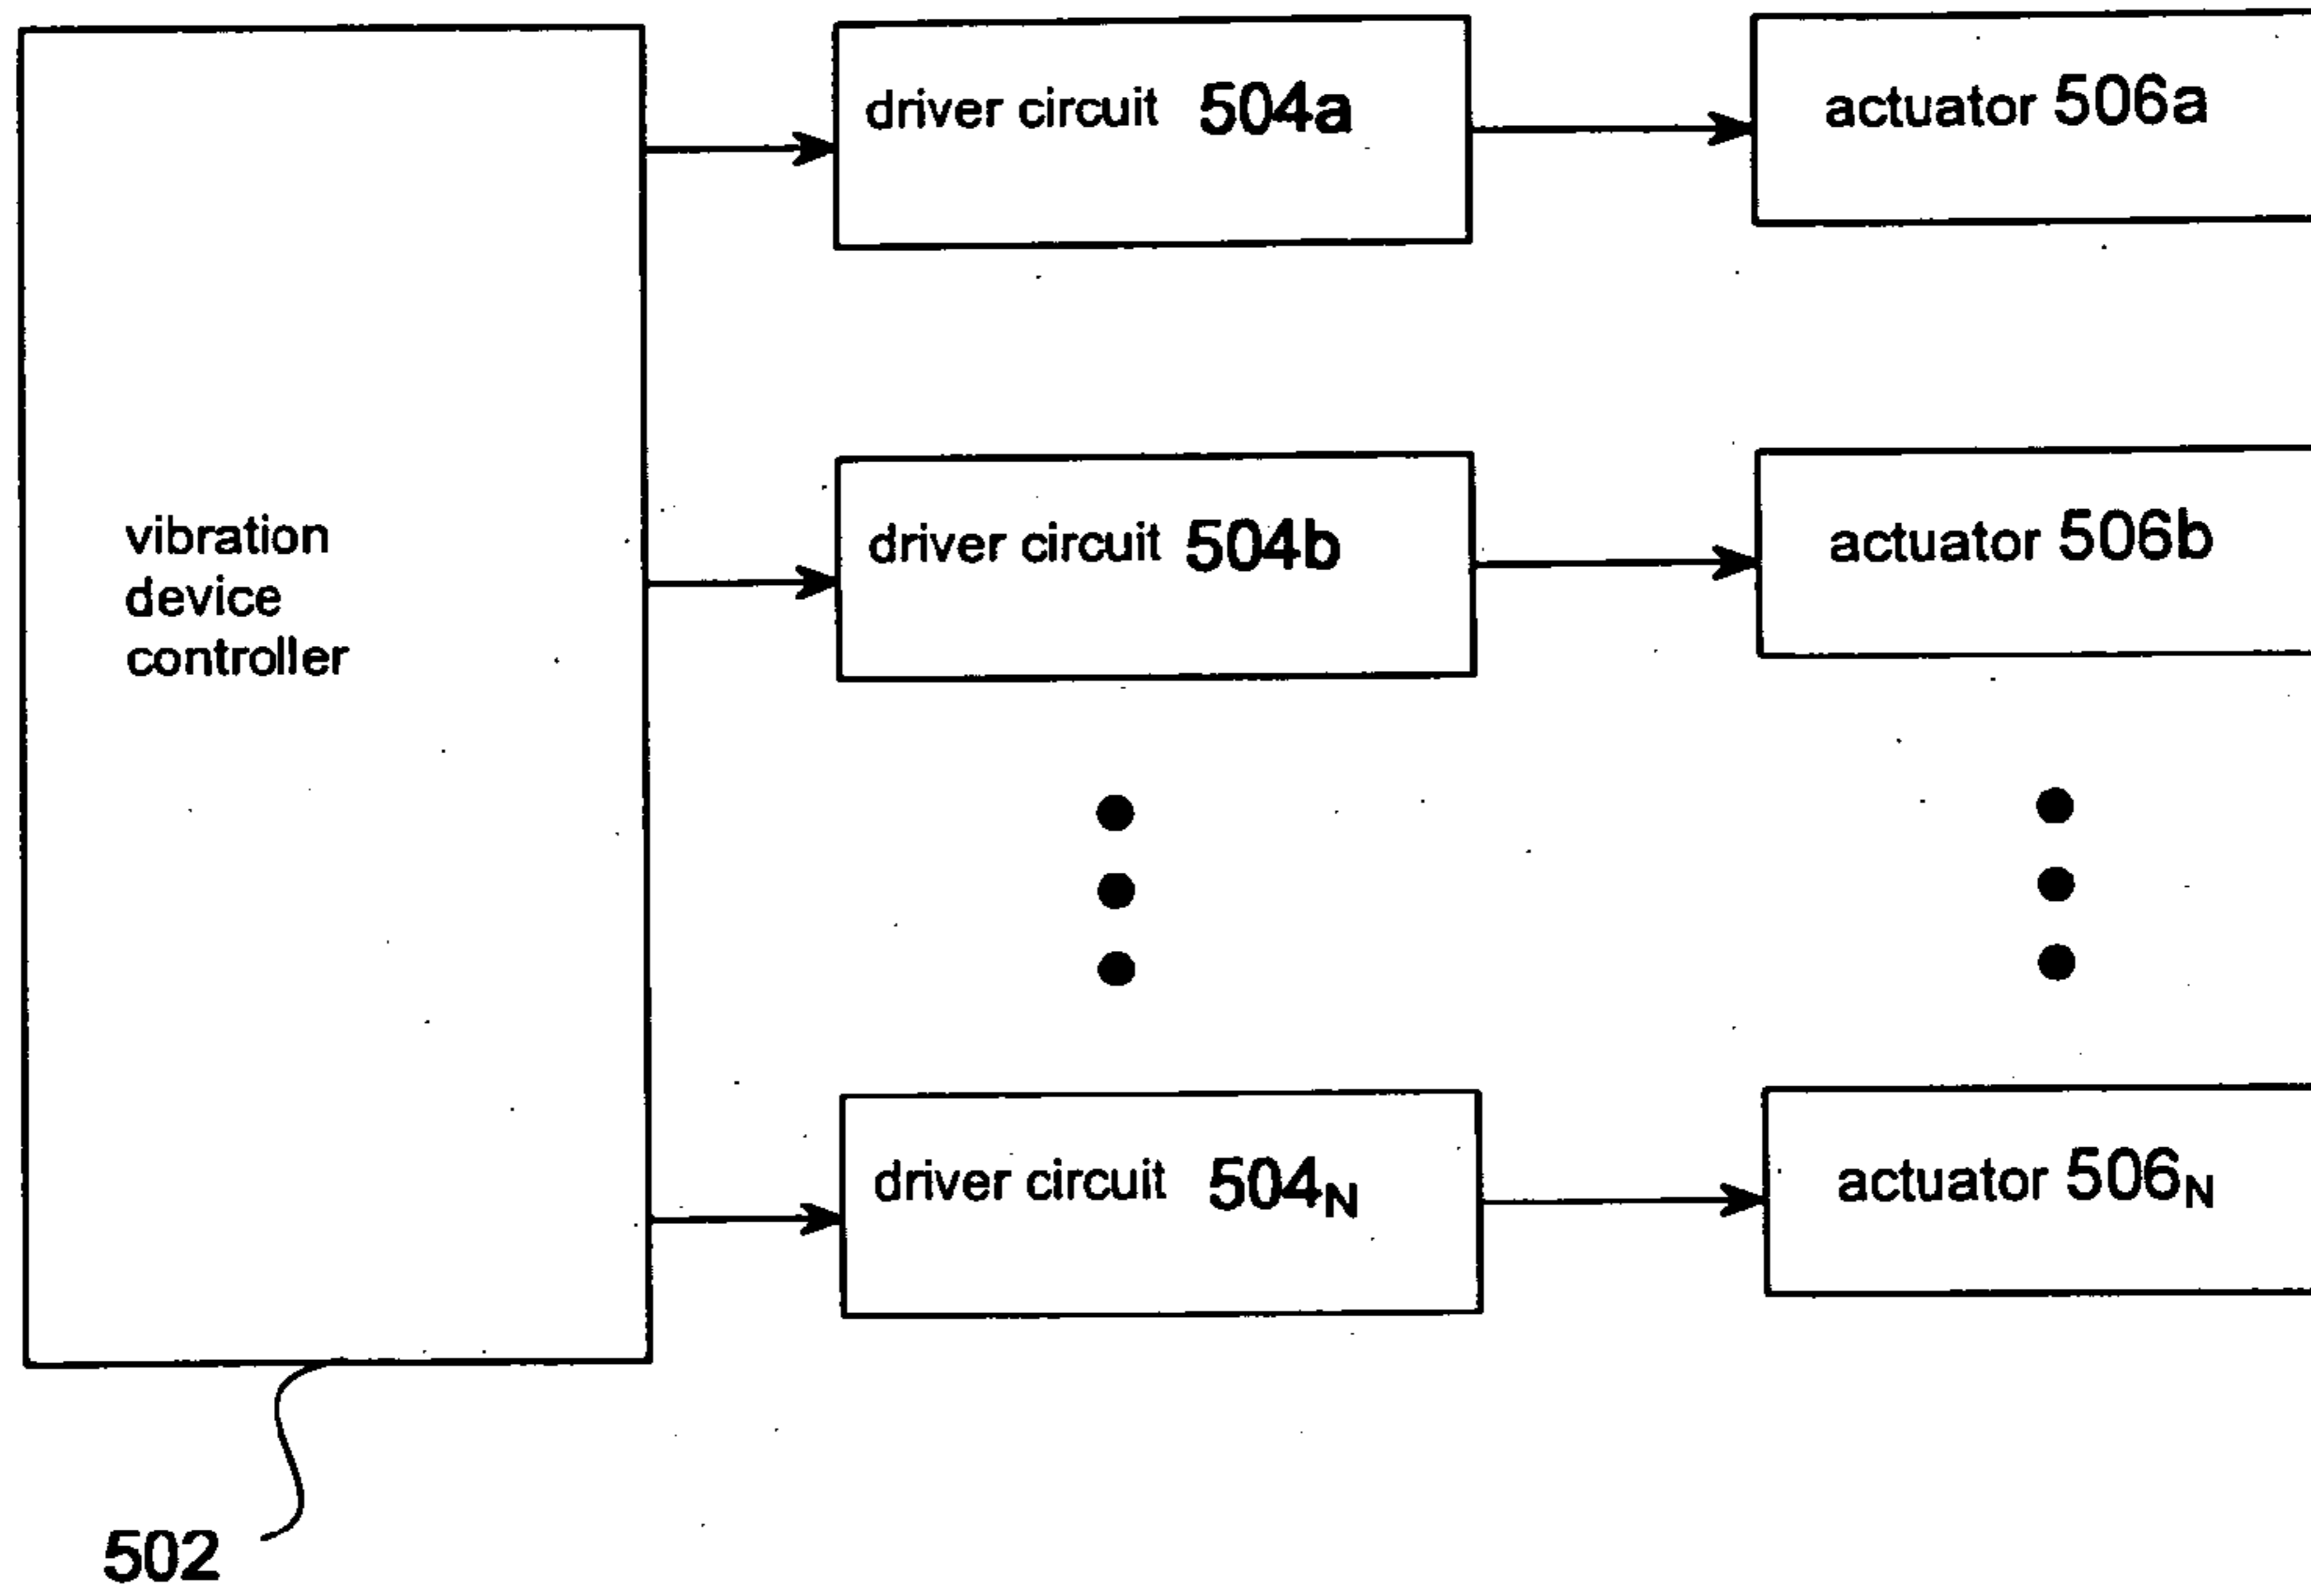 driver circuit 504a
actuator 506a
vibration
device
controller
driver circuit 504b
actuator 506b
driver circuit 504N
actuator 506N
502